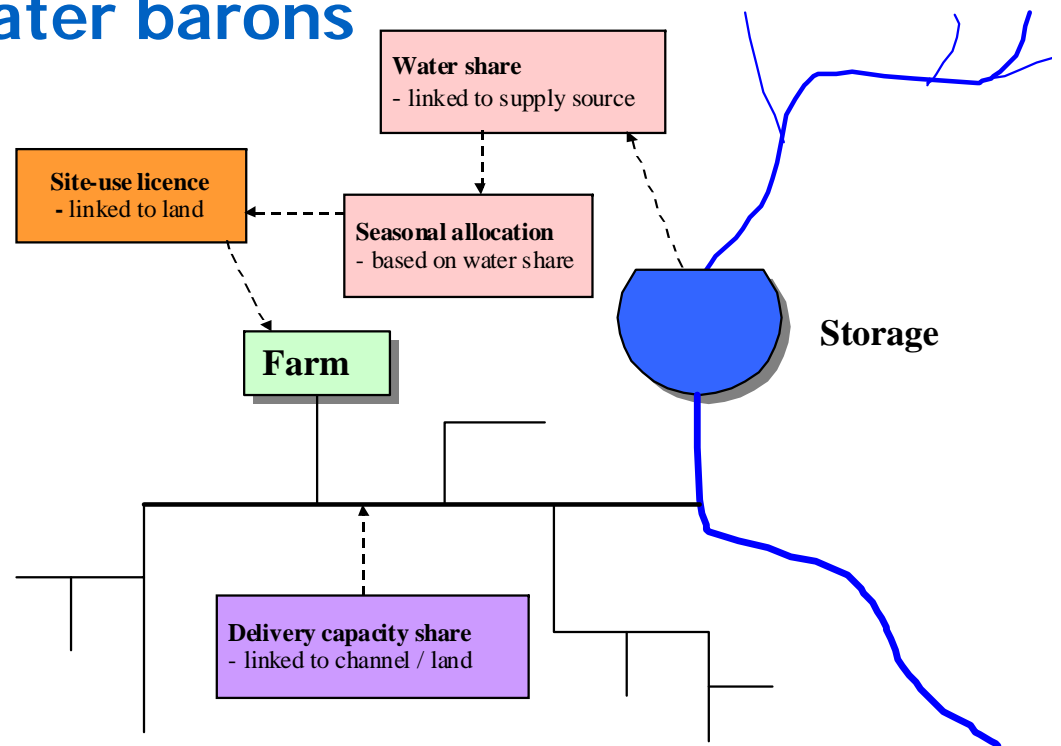 ater barons
Water share
- linked to supply source
Site-use licence
- linked to land
Seasonal allocation
- based on water share
Storage
Farm
Delivery capacity share
- linked to channel / land